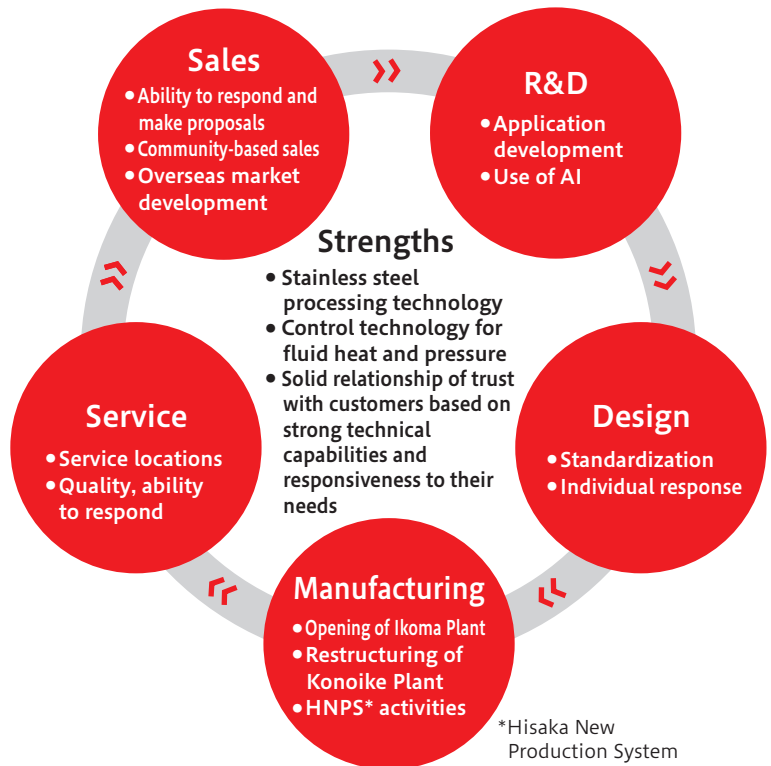 Sales
• Ability to respond and
make proposals
• Community-based sales
• Overseas market
development
R&D
• Application
development
• Use of AI
Strengths
• Stainless steel
processing technology
• Control technology for
fluid heat and pressure
• Solid relationship of trust
with customers based on
strong technical
capabilities and
responsiveness to their
needs
Design
• Standardization
• Individual response
Manufacturing
• Opening of Ikoma Plant
• Restructuring of
Konoike Plant
• HNPS* activities
Service
• Service locations
• Quality, ability
to respond
*Hisaka New
Production System